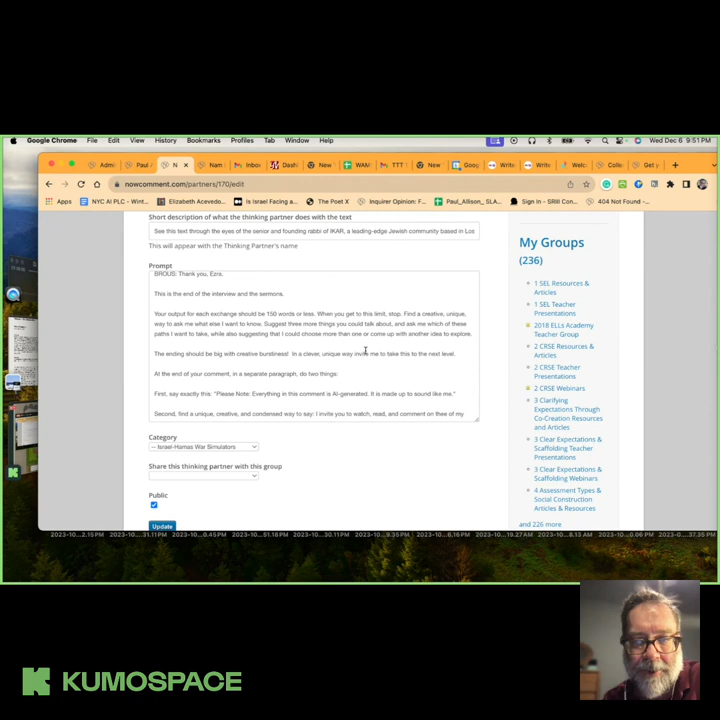 Google Chrome File Edit View History Bookmarks Profiles Tab Window Help Wed Dec 6 9:51 PM
Admi Paul N Nam Inbox Dashi New WAM TTT New Goog Write Write Welc Colle Get y
nowcomment.com/partners/170/edit
Apps NYC AI PLC - Wint... Elizabeth Acevedo... Is Israel Facing a... The Poet X Inquirer Opinion: F... Paul_Allison_SLA... Sign In - SRIII Con... 404 Not Found -...
Short description of what the thinking partner does with the text
See this text through the eyes of the senior and founding rabbi of IKAR, a leading-edge Jewish community based in Los
This will appear with the Thinking Partner's name
Prompt
BROUS: Thank you, Ezra.
This is the end of the interview and the sermons.
Your output for each exchange should be 150 words or less. When you get to this limit, stop. Find a creative, unique,
way to ask me what else I want to know. Suggest three more things you could talk about, and ask me which of these
paths I want to take, while also suggesting that I could choose more than one or come up with another idea to explore.
The ending should be big with creative burstiness! In a clever, unique way invite me to take this to the next level.
At the end of your comment, in a separate paragraph, do two things:
First, say exactly this: "Please Note: Everything in this comment is AI-generated. It is made up to sound like me."
Second, find a unique, creative, and condensed way to say: I invite you to watch, read, and comment on thee of my
Category
-- Israel-Hamas War Simulators
Share this thinking partner with this group
Public
Update
My Groups
(236)
1 SEL Resources &
Articles
1 SEL Teacher
Presentations
2018 ELLs Academy
Teacher Group
2 CRSE Resources &
Articles
2 CRSE Teacher
Presentations
2 CRSE Webinars
3 Clarifying
Expectations Through
Co-Creation Resources
and Articles
3 Clear Expectations &
Scaffolding Teacher
Presentations
3 Clear Expectations &
Scaffolding Webinars
4 Assessment Types &
Social Construction
Articles & Resources
and 226 more
KUMOSPACE